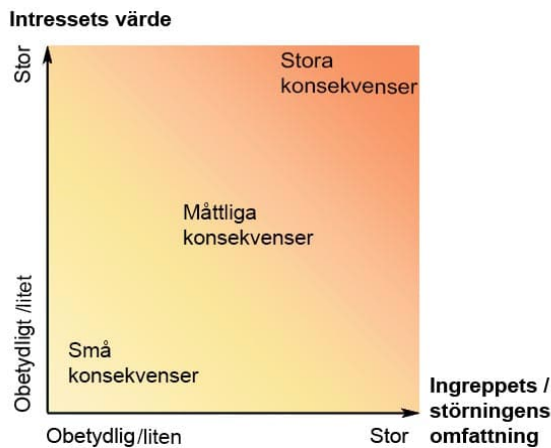 Intressets värde
Stor
Stora
konsekvenser
Måttliga
konsekvenser
Obetydligt /litet
Små
konsekvenser
Obetydlig/liten
Stor
Ingreppets /
störningens
omfattning